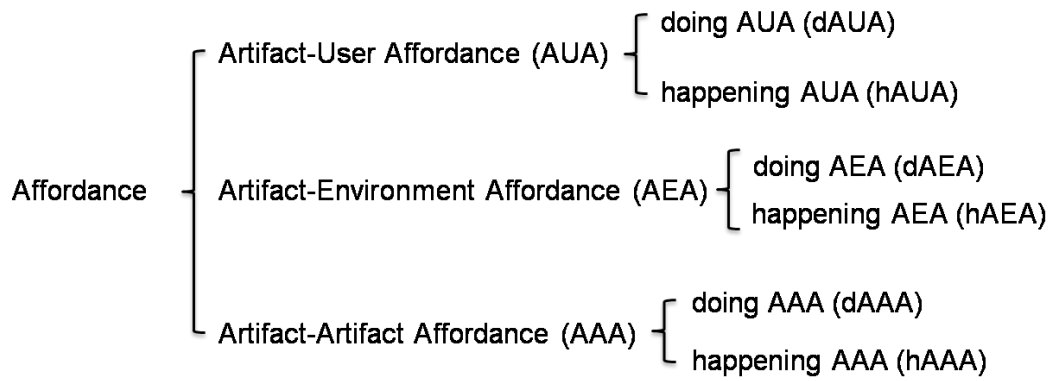 Affordance
Artifact-User Affordance (AUA)
doing AUA (dAUA)
happening AUA (hAUA)
Artifact-Environment Affordance (AEA)
doing AEA (dAEA)
happening AEA (hAEA)
Artifact-Artifact Affordance (AAA)
doing AAA (dAAA)
happening AAA (hAAA)